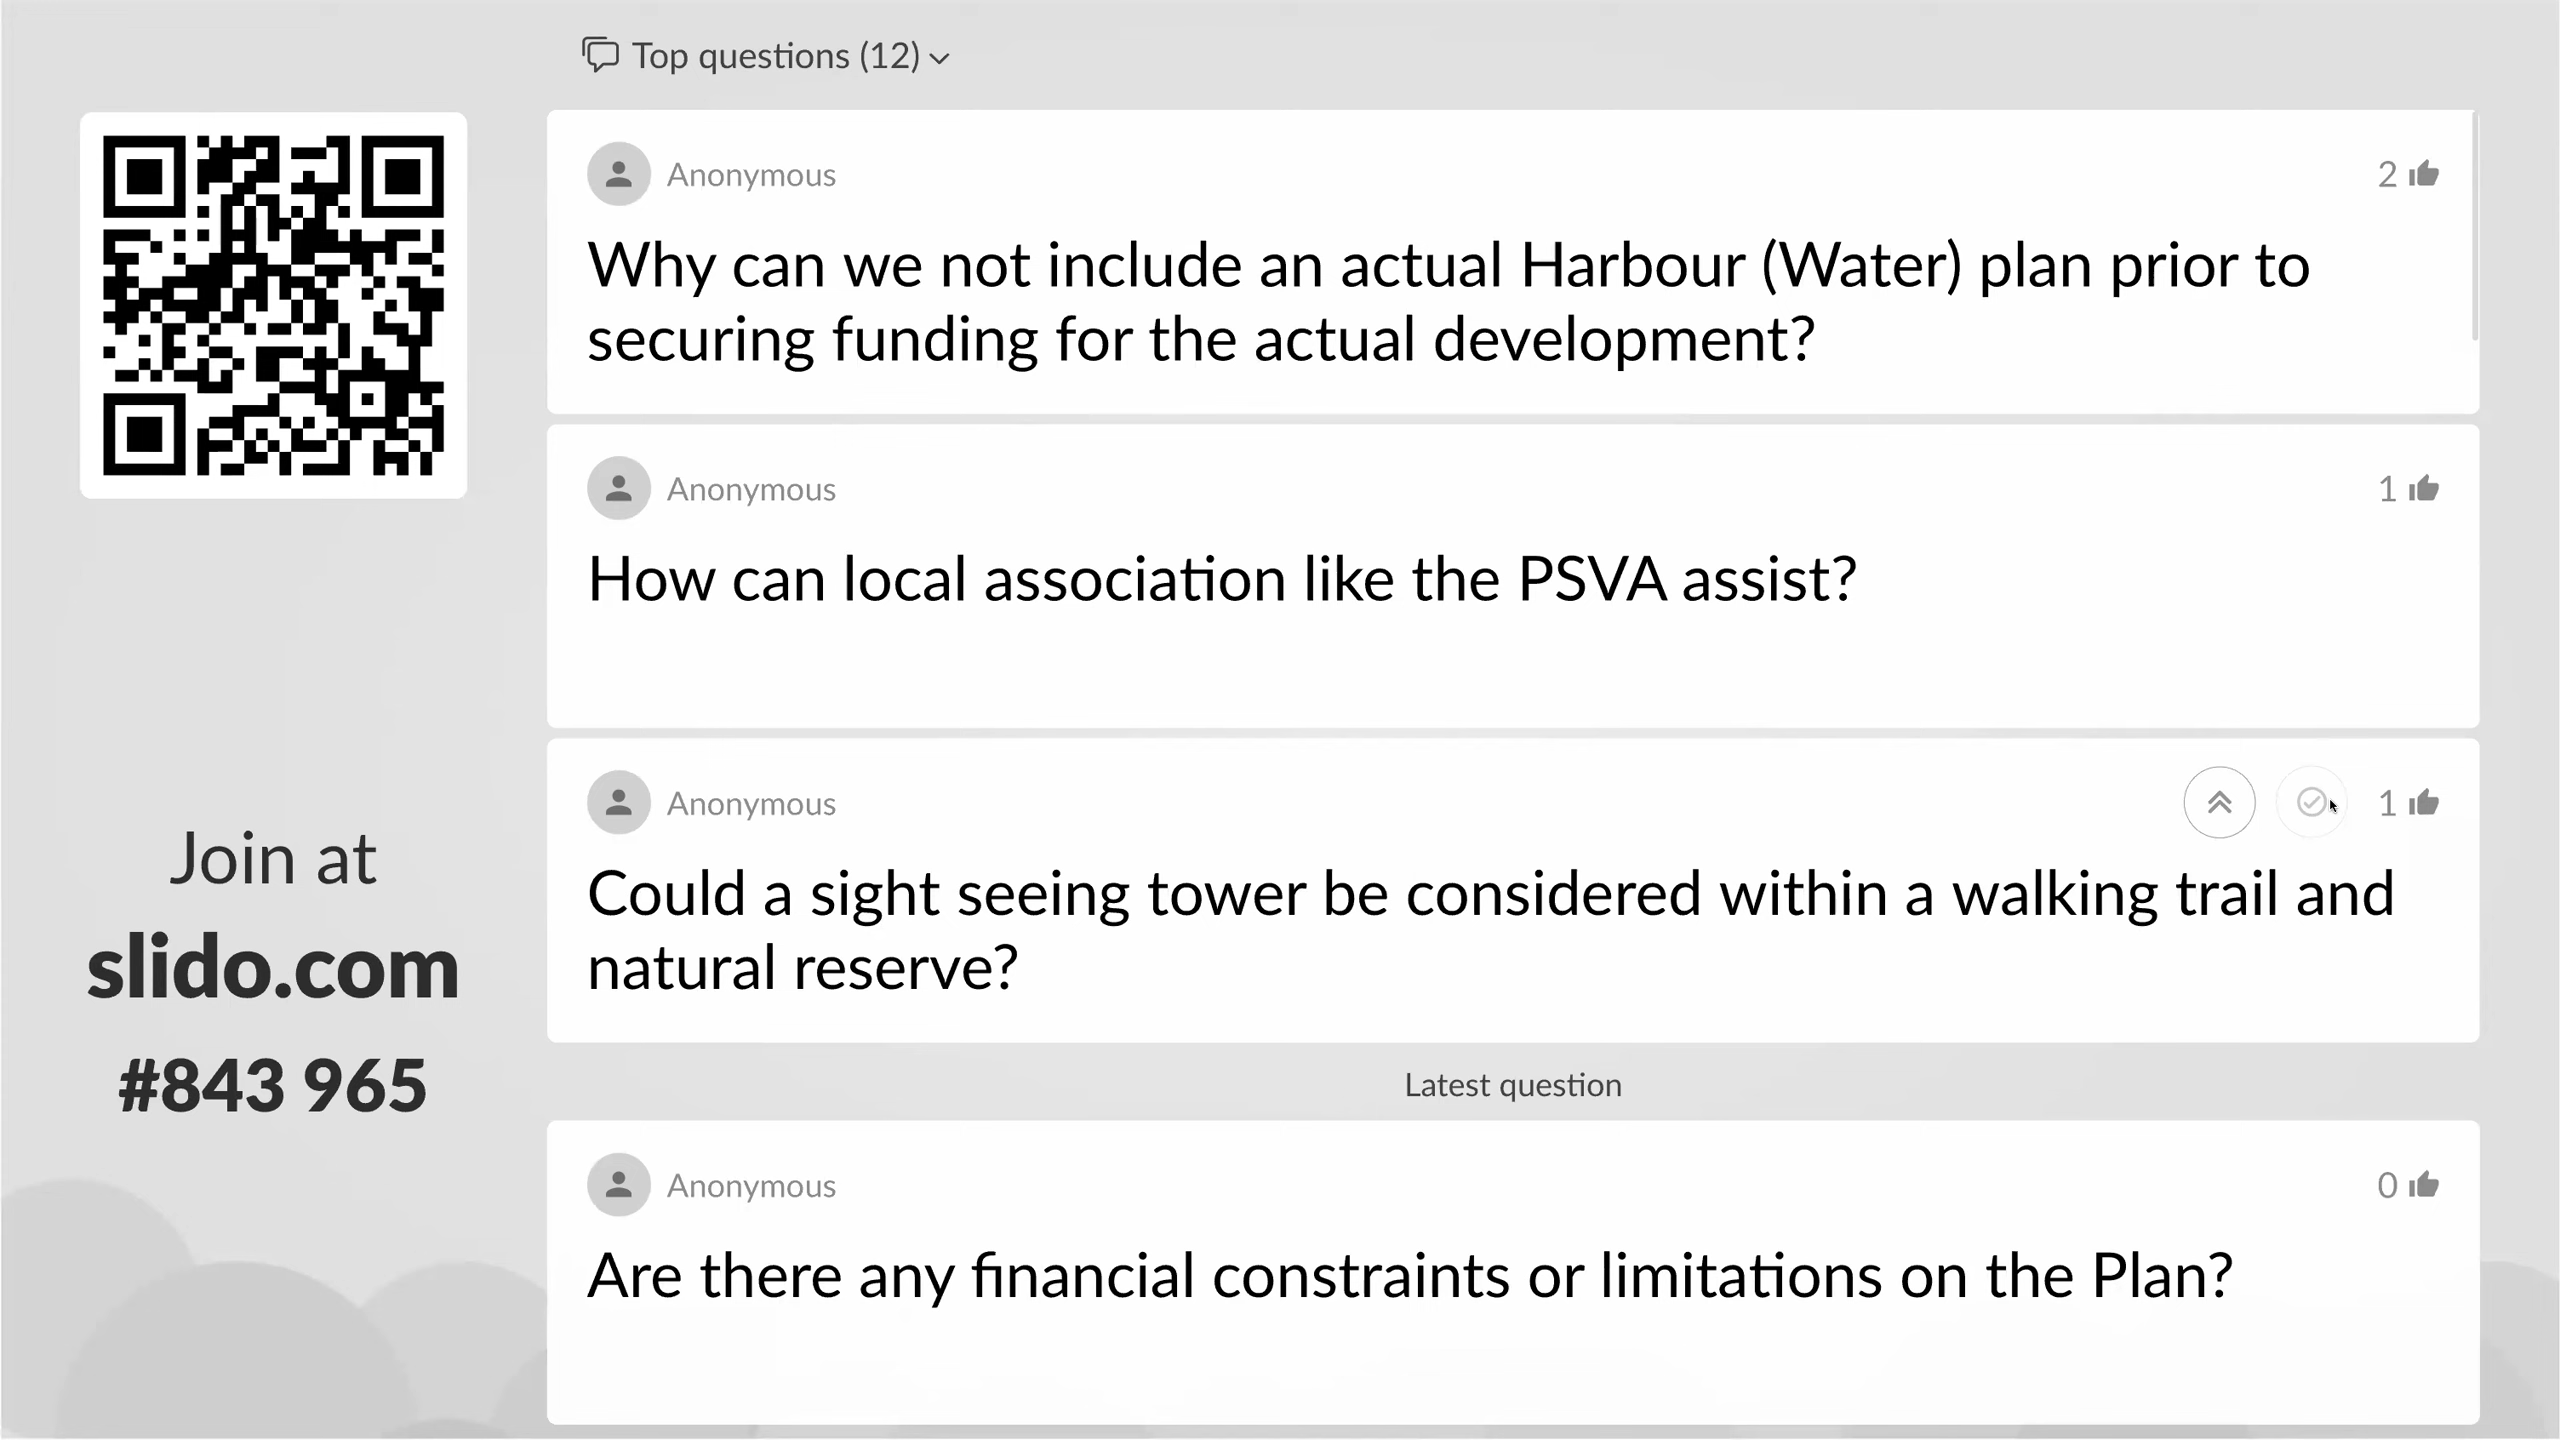 Top questions (12)
Anonymous
2
Why can we not include an actual Harbour (Water) plan prior to
securing funding for the actual development?
Anonymous
1
How can local association like the PSVA assist?
Anonymous
1
Could a sight seeing tower be considered within a walking trail and
natural reserve?
Latest question
Anonymous
0
Are there any financial constraints or limitations on the Plan?
Join at
slido.com
#843 965